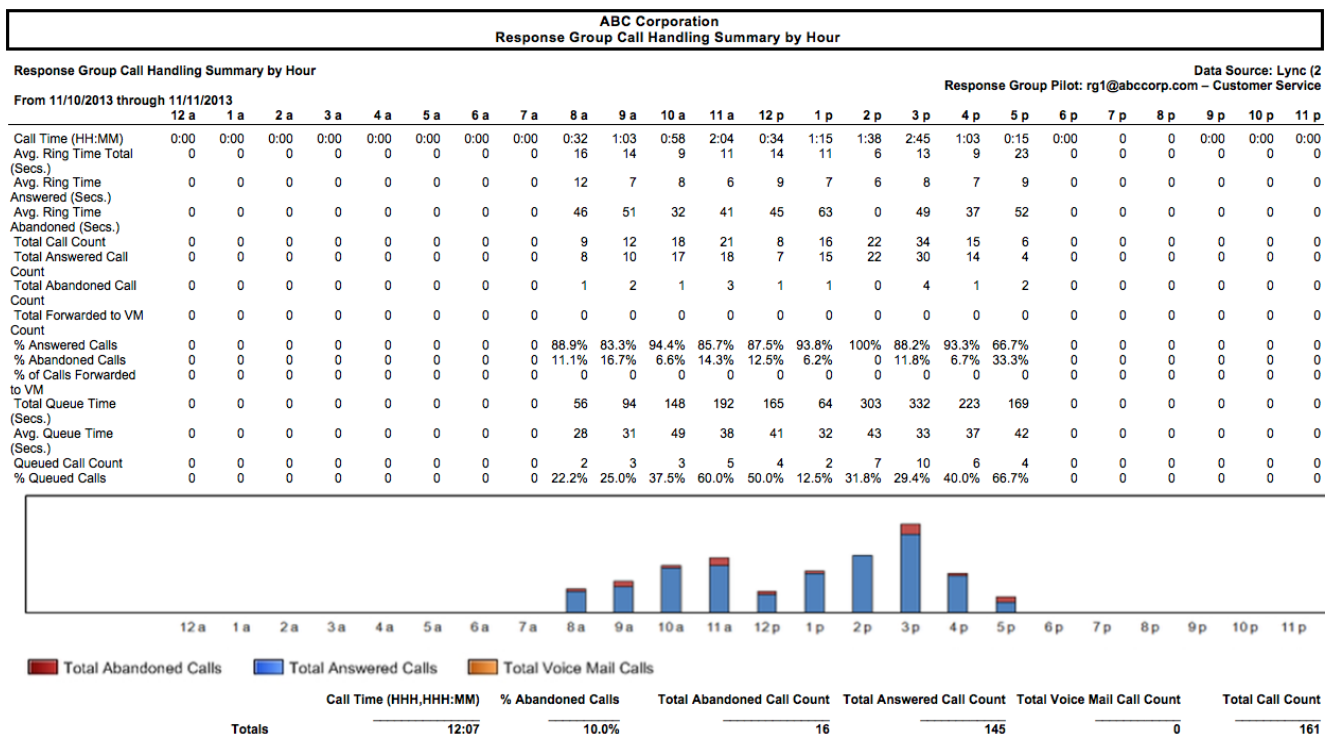 ABC Corporation
Response Group Call Handling Summary by Hour
Response Group Call Handling Summary by Hour
Data Source: Lync (2
Response Group Pilot: rg1@abccorp.com – Customer Service
From 11/10/2013 through 11/11/2013
12 a 1 a 2 a 3 a 4 a 5 a 6 a 7 a 8 a 9 a 10 a 11 a 12 p 1 p 2 p 3 p 4 p 5 p 6 p 7 p 8 p 9 p 10 p 11 p
Call Time (HH:MM) 0:00 0:00 0:00 0:00 0:00 0:00 0:00 0:00 0:32 1:03 0:58 2:04 0:34 1:15 1:38 2:45 1:03 0:15 0:00 0 0 0:00 0:00 0:00
Avg. Ring Time Total 0 0 0 0 0 0 0 0 16 14 9 11 14 11 6 13 9 23 0 0 0 0 0 0
(Secs.)
Avg. Ring Time 0 0 0 0 0 0 0 0 12 7 8 6 9 7 6 8 7 9 0 0 0 0 0 0
Answered (Secs.)
Avg. Ring Time 0 0 0 0 0 0 0 0 46 51 32 41 45 63 0 49 37 52 0 0 0 0 0 0
Abandoned (Secs.)
Total Call Count 0 0 0 0 0 0 0 0 9 12 18 21 8 16 22 34 15 6 0 0 0 0 0 0
Total Answered Call 0 0 0 0 0 0 0 0 8 10 17 18 7 15 22 30 14 4 0 0 0 0 0 0
Count
Total Abandoned Call 0 0 0 0 0 0 0 0 1 2 1 3 1 1 0 4 1 2 0 0 0 0 0 0
Count
Total Forwarded to VM 0 0 0 0 0 0 0 0 0 0 0 0 0 0 0 0 0 0 0 0 0 0 0 0
Count
% Answered Calls 0 0 0 0 0 0 0 0 88.9% 83.3% 94.4% 85.7% 87.5% 93.8% 100% 88.2% 93.3% 66.7% 0 0 0 0 0 0
% Abandoned Calls 0 0 0 0 0 0 0 0 11.1% 16.7% 6.6% 14.3% 12.5% 6.2% 0 11.8% 6.7% 33.3% 0 0 0 0 0 0
% of Calls Forwarded 0 0 0 0 0 0 0 0 0 0 0 0 0 0 0 0 0 0 0 0 0 0 0 0
to VM
Total Queue Time 0 0 0 0 0 0 0 0 56 94 148 192 165 64 303 332 223 169 0 0 0 0 0 0
(Secs.)
Avg. Queue Time 0 0 0 0 0 0 0 0 28 31 49 38 41 32 43 33 37 42 0 0 0 0 0 0
(Secs.)
Queued Call Count 0 0 0 0 0 0 0 0 2 3 3 5 4 2 7 10 6 4 0 0 0 0 0 0
% Queued Calls 0 0 0 0 0 0 0 0 22.2% 25.0% 37.5% 60.0% 50.0% 12.5% 31.8% 29.4% 40.0% 66.7% 0 0 0 0 0 0
12 a 1 a 2 a 3 a 4 a 5 a 6 a 7 a 8 a 9 a 10 a 11 a 12 p 1 p 2 p 3 p 4 p 5 p 6 p 7 p 8 p 9 p 10 p 11 p
Total Abandoned Calls Total Answered Calls Total Voice Mail Calls
Call Time (HHH,HHH:MM) % Abandoned Calls Total Abandoned Call Count Total Answered Call Count Total Voice Mail Call Count Total Call Count
Totals 12:07 10.0% 16 145 0 161